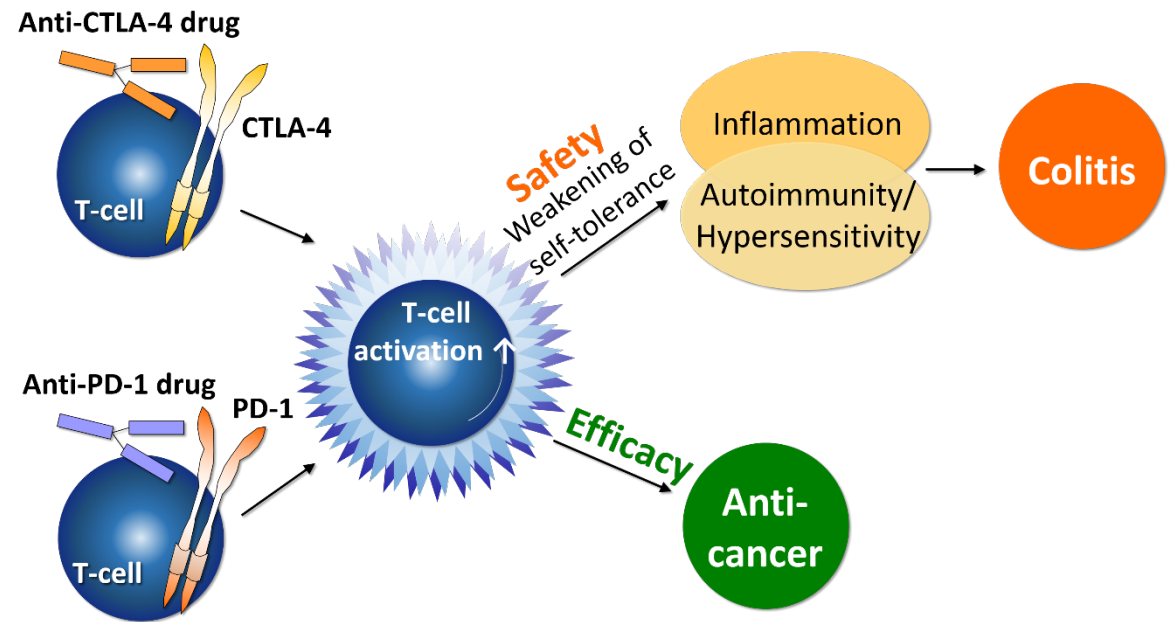 Anti-CTLA-4 drug
CTLA-4
T-cell
Anti-PD-1 drug
PD-1
T-cell
T-cell
activation
Safety
Weakening of
self-tolerance
Inflammation
Autoimmunity/
Hypersensitivity
Colitis
Efficacy
Anti-
cancer